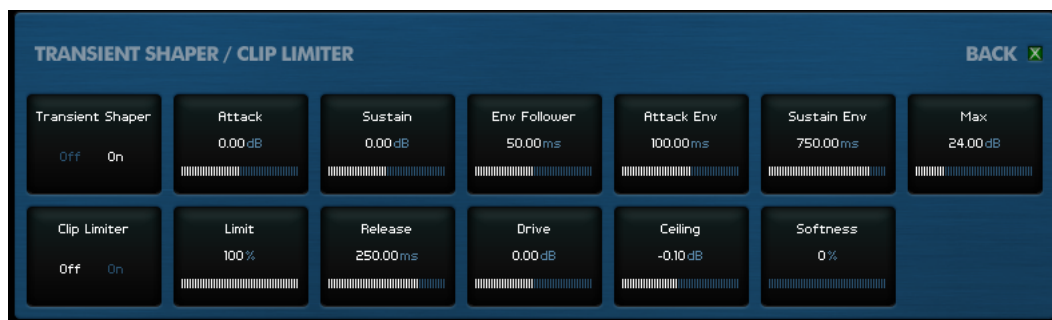 TRANSIENT SHAPER / CLIP LIMITER BACK X
Transient Shaper Attack Sustain Env Follower Attack Env Sustain Env Max
Off On 0.00dB 0.00dB 50.00ms 100.00ms 750.00ms 24.00dB
Clip Limiter Limit Release Drive Ceiling Softness
Off On 100% 250.00ms 0.00dB -0.10dB 0%